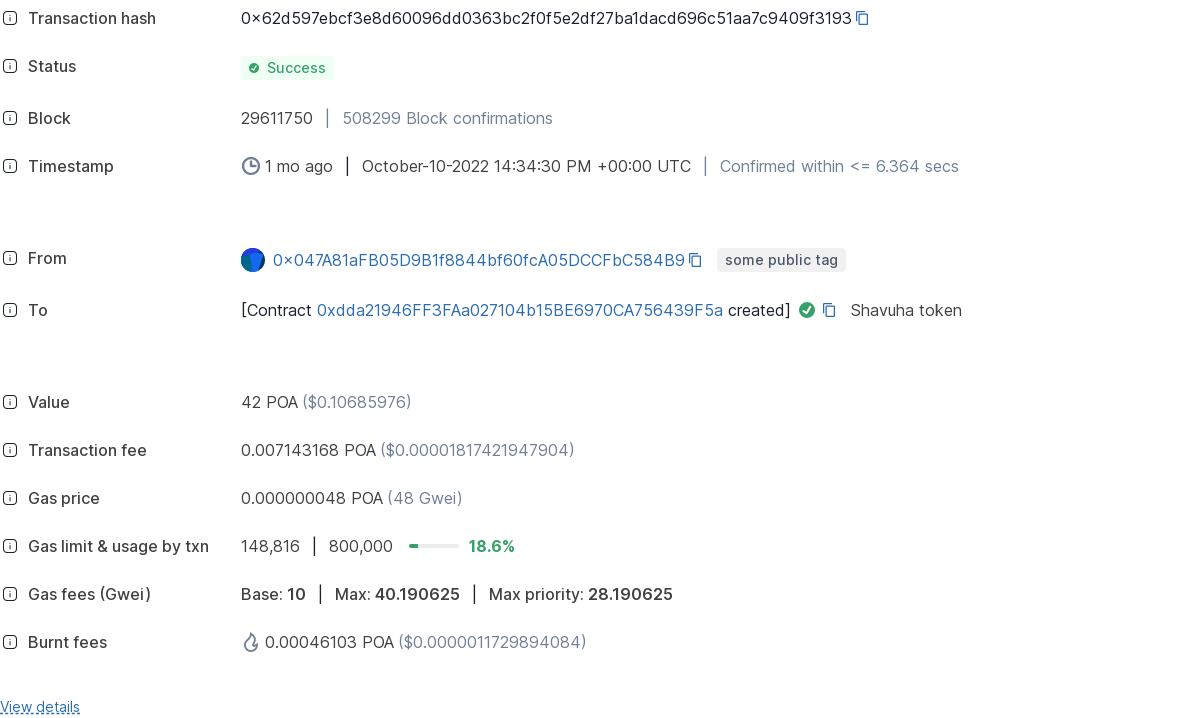 Transaction hash 0x62d597ebcf3e8d60096dd0363bc2f0f5e2df27ba1dacd696c51aa7c9409f3193
Status Success
Block 29611750 | 508299 Block confirmations
Timestamp 1 mo ago | October-10-2022 14:34:30 PM +00:00 UTC | Confirmed within <= 6.364 secs
From 0x047A81aFB05D9B1f8844bf60fcA05DCCFbC584B9 some public tag
To [Contract 0xdda21946FF3FAa027104b15BE6970CA756439F5a created] Shavuha token
Value 42 POA ($0.10685976)
Transaction fee 0.007143168 POA ($0.00001817421947904)
Gas price 0.000000048 POA (48 Gwei)
Gas limit & usage by txn 148,816 | 800,000 18.6%
Gas fees (Gwei) Base: 10 | Max: 40.190625 | Max priority: 28.190625
Burnt fees 0.00046103 POA ($0.0000011729894084)
View details